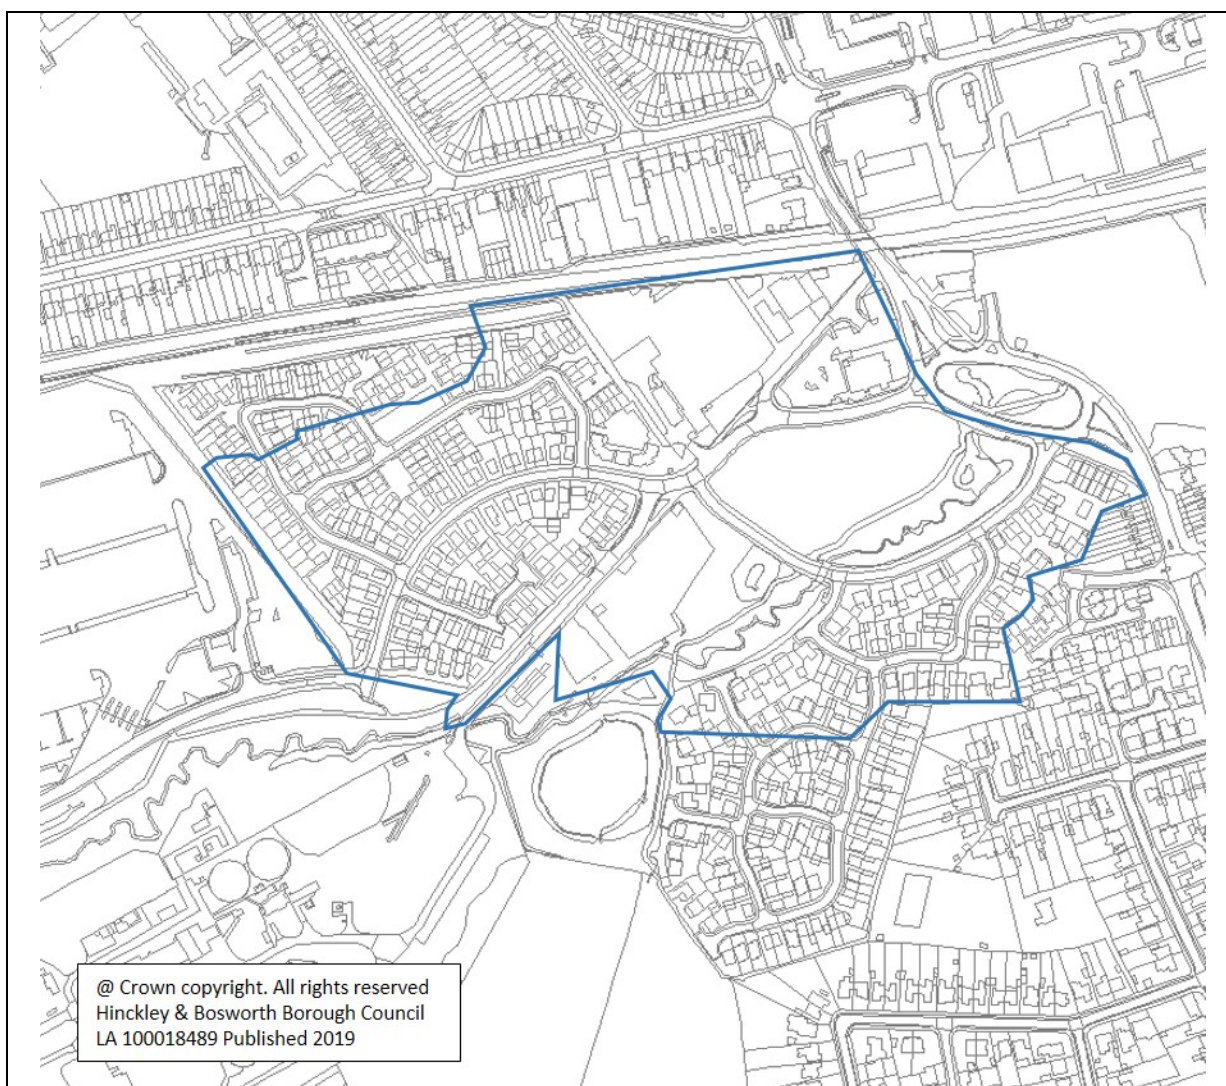 @ Crown copyright. All rights reserved
Hinckley & Bosworth Borough Council
LA 100018489 Published 2019